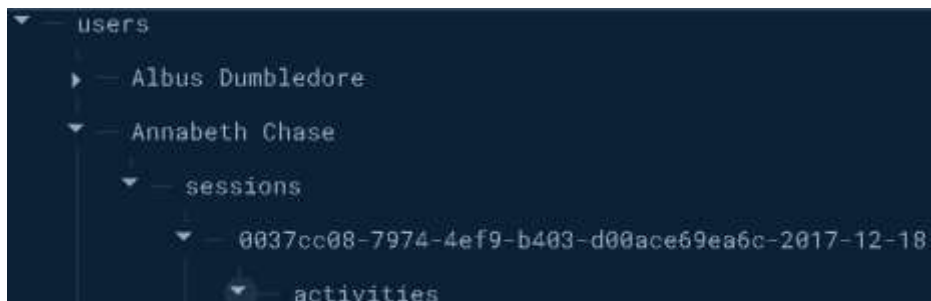 users
Albus Dumbledore
Annabeth Chase
sessions
0037cc08-7974-4ef9-b403-d00ace69ea6c-2017-12-18
activities